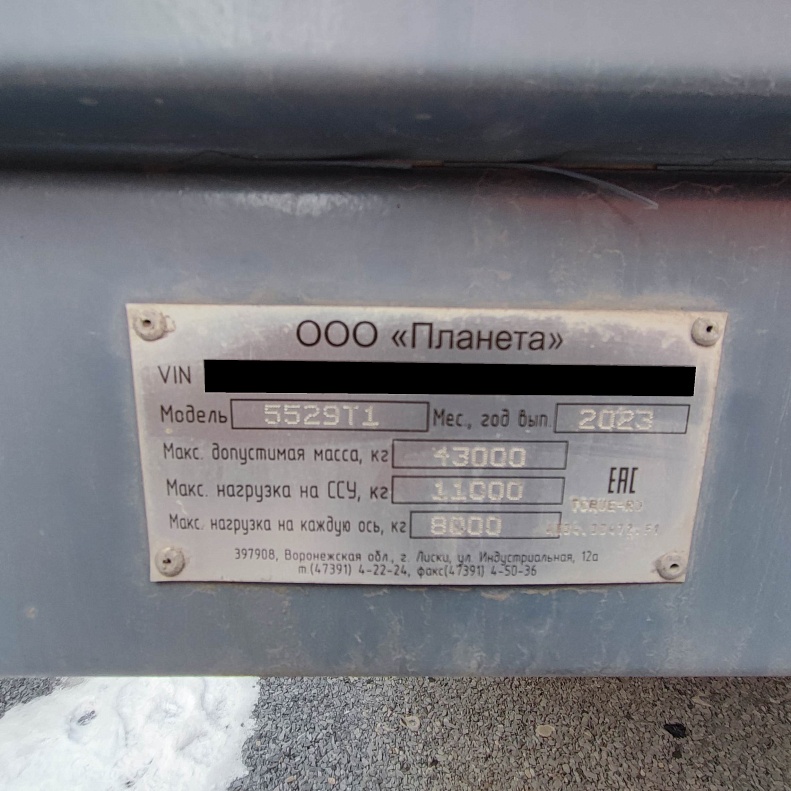 ООО «Планета»
VIN
Модель 5529T1 Мес., год вып. 2023
Макс. допустимая масса, кг 43000
Макс. нагрузка на ССУ, кг 11000
EAC
Макс. нагрузка на каждую ось, кг 8000
397908, Воронежская обл., г. Лиски, ул. Индустриальная, 12а
т.(47391) 4-22-24, факс(47391) 4-50-36